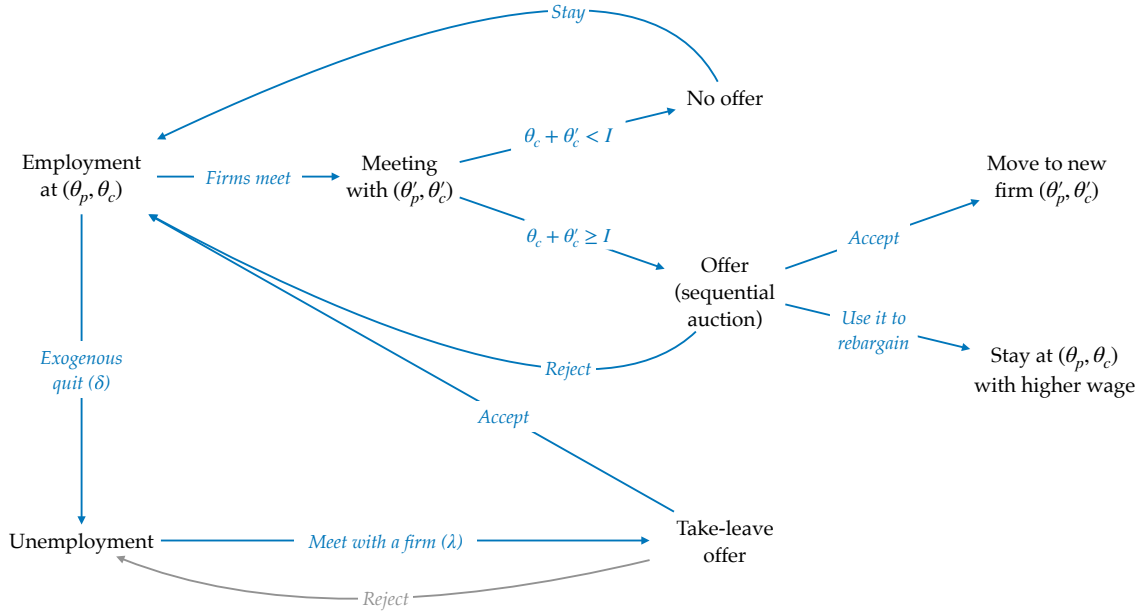 Stay
No offer
θc + θ′c < I
Employment
at (θp, θc)
Firms meet
Meeting
with (θ′p, θ′c)
Move to new
firm (θ′p, θ′c)
θc + θ′c ≥ I
Accept
Offer
(sequential
auction)
Use it to
rebargain
Stay at (θp, θc)
with higher wage
Exogenous
quit (δ)
Reject
Accept
Unemployment
Meet with a firm (λ)
Take-leave
offer
Reject